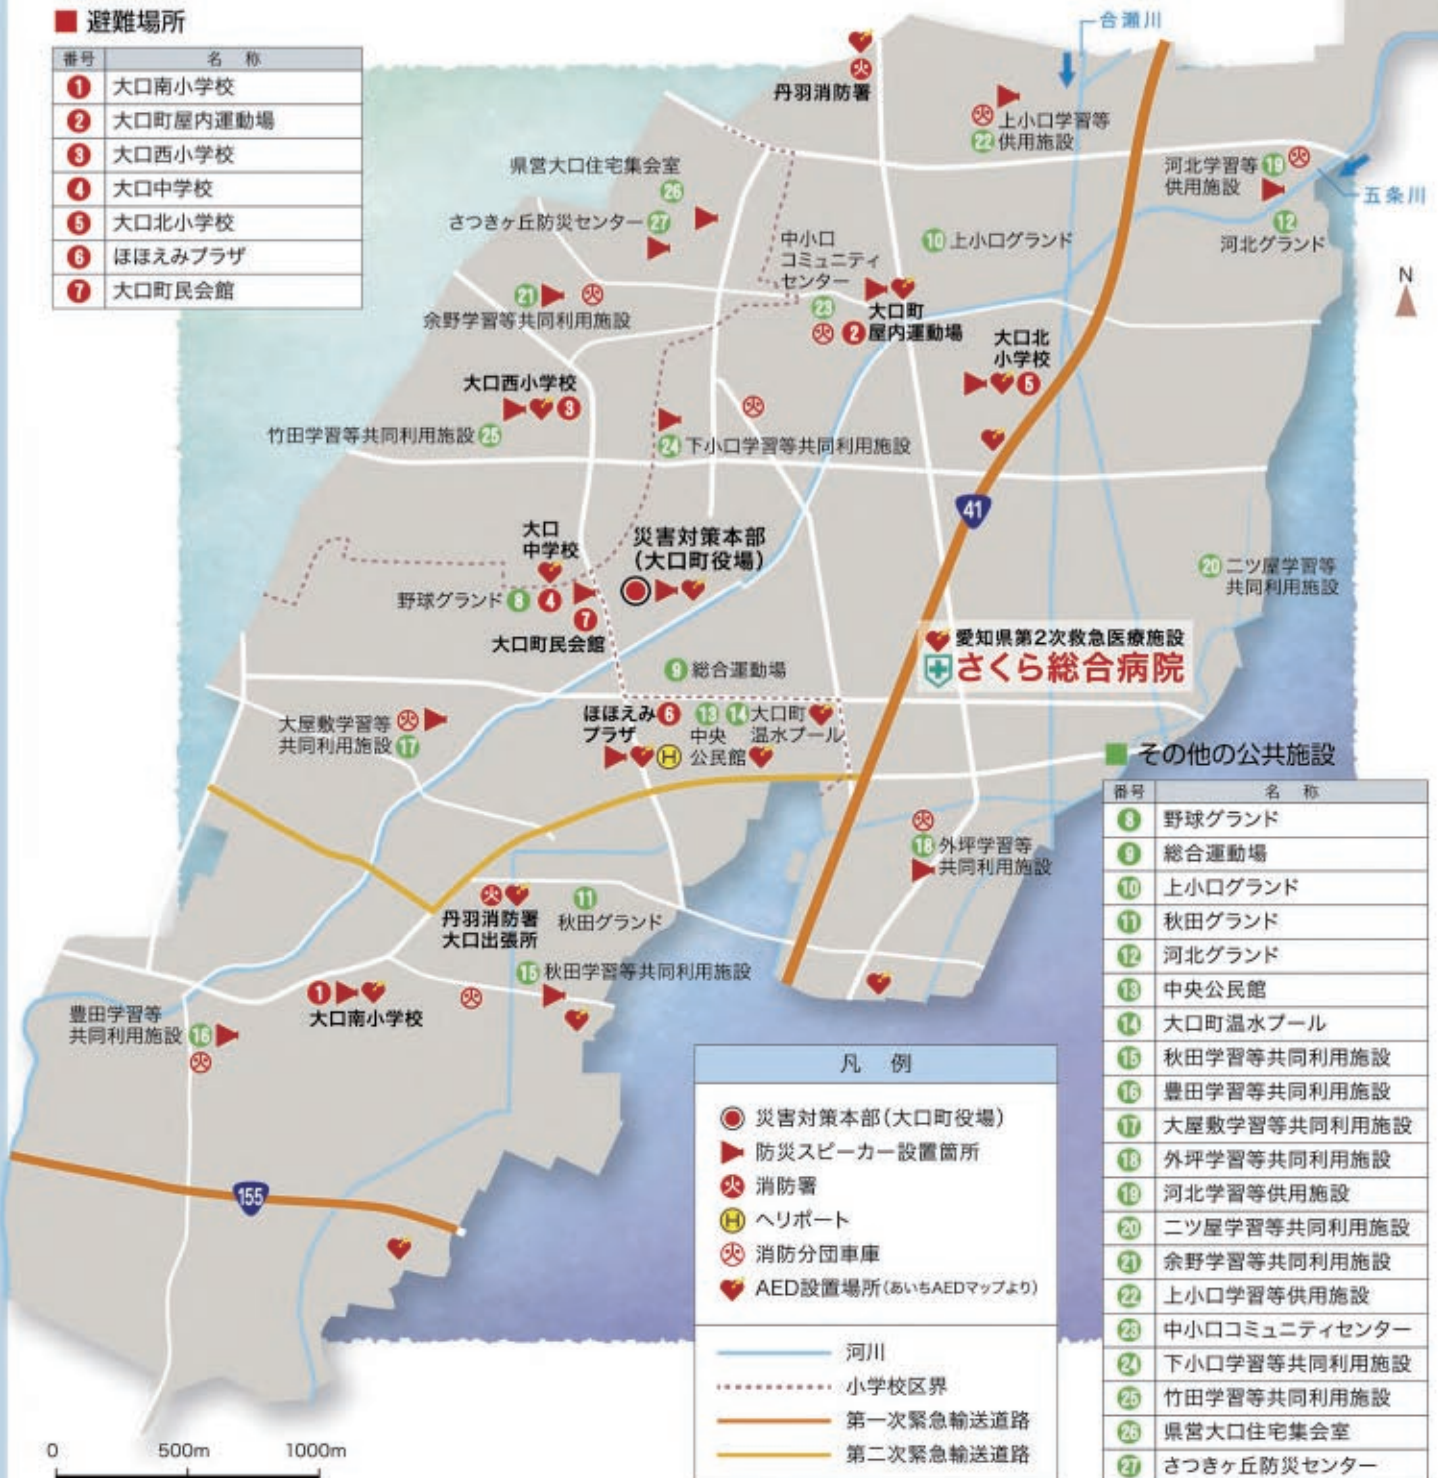 避難場所
番号 名 称
1 大口南小学校
2 大口町屋内運動場
3 大口西小学校
4 大口中学校
5 大口北小学校
6 ほほえみプラザ
7 大口町民会館
合瀬川
丹羽消防署
上小口学習等
22 供用施設
河北学習等 19
供用施設
五条川
12
河北グランド
N
県営大口住宅集会室
26
さつきヶ丘防災センター 27
中小口
コミュニティ
センター
23
10 上小口グランド
21
余野学習等共同利用施設
大口町
2 屋内運動場
大口北
小学校
5
大口西小学校
3
竹田学習等共同利用施設 25
24 下小口学習等共同利用施設
41
大口
中学校
災害対策本部
(大口町役場)
野球グランド 8 4
7
大口町民会館
20 二ツ屋学習等
共同利用施設
愛知県第2次救急医療施設
さくら総合病院
9 総合運動場
大屋敷学習等
共同利用施設 17
ほほえみ 6
プラザ
H
13
中央
公民館
14 大口町
温水プール
18 外坪学習等
共同利用施設
丹羽消防署
大口出張所
11
秋田グランド
15 秋田学習等共同利用施設
1
大口南小学校
豊田学習等
共同利用施設 16
155
0 500m 1000m
凡 例
災害対策本部(大口町役場)
防災スピーカー設置箇所
消防署
H ヘリポート
消防分団車庫
AED設置場所(あいちAEDマップより)
河川
小学校区界
第一次緊急輸送道路
第二次緊急輸送道路
その他の公共施設
番号 名 称
8 野球グランド
9 総合運動場
10 上小口グランド
11 秋田グランド
12 河北グランド
13 中央公民館
14 大口町温水プール
15 秋田学習等共同利用施設
16 豊田学習等共同利用施設
17 大屋敷学習等共同利用施設
18 外坪学習等共同利用施設
19 河北学習等供用施設
20 二ツ屋学習等共同利用施設
21 余野学習等共同利用施設
22 上小口学習等供用施設
23 中小口コミュニティセンター
24 下小口学習等共同利用施設
25 竹田学習等共同利用施設
26 県営大口住宅集会室
27 さつきヶ丘防災センター